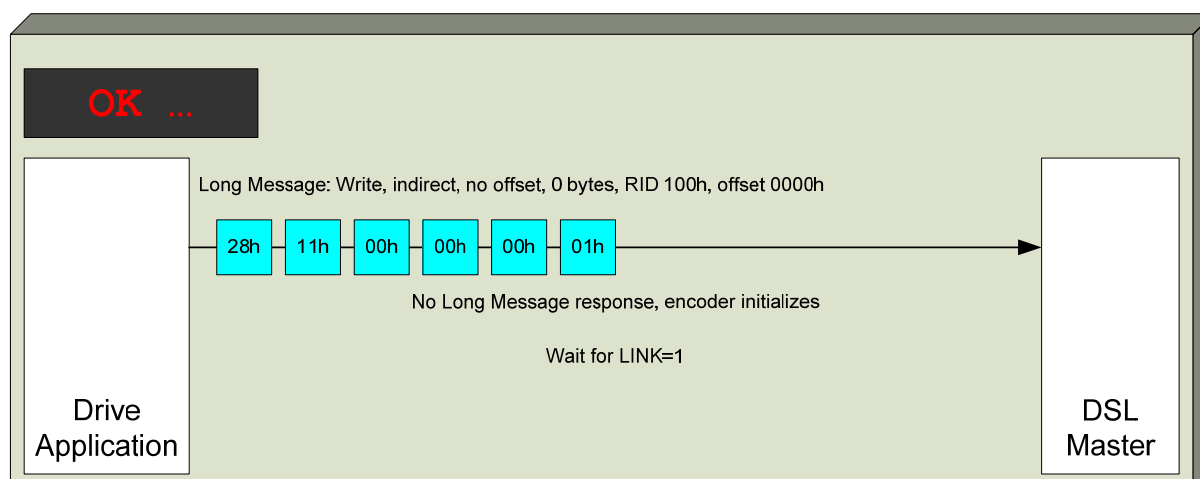 OK ...
Long Message: Write, indirect, no offset, 0 bytes, RID 100h, offset 0000h
28h 11h 00h 00h 00h 01h
No Long Message response, encoder initializes
Wait for LINK=1
Drive
Application
DSL
Master